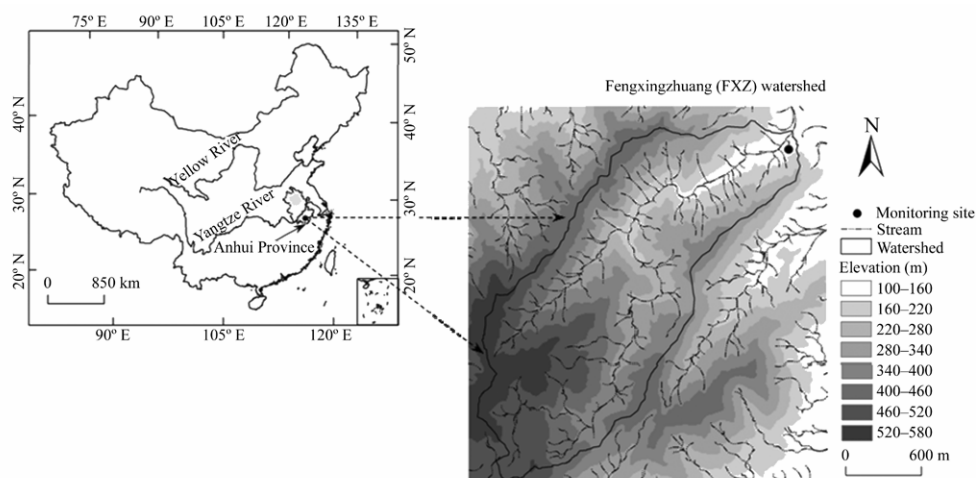 75º E 90º E 105º E 120º E 135º E
50º N
40º N
40º N
30º N
30º N
20º N
20º N
Yellow River
Yangtze River
Anhui Province
0 850 km
90º E 105º E 120º E
Fengxingzhuang (FXZ) watershed
N
Monitoring site
Stream
Watershed
Elevation (m)
100–160
160–220
220–280
280–340
340–400
400–460
460–520
520–580
0 600 m